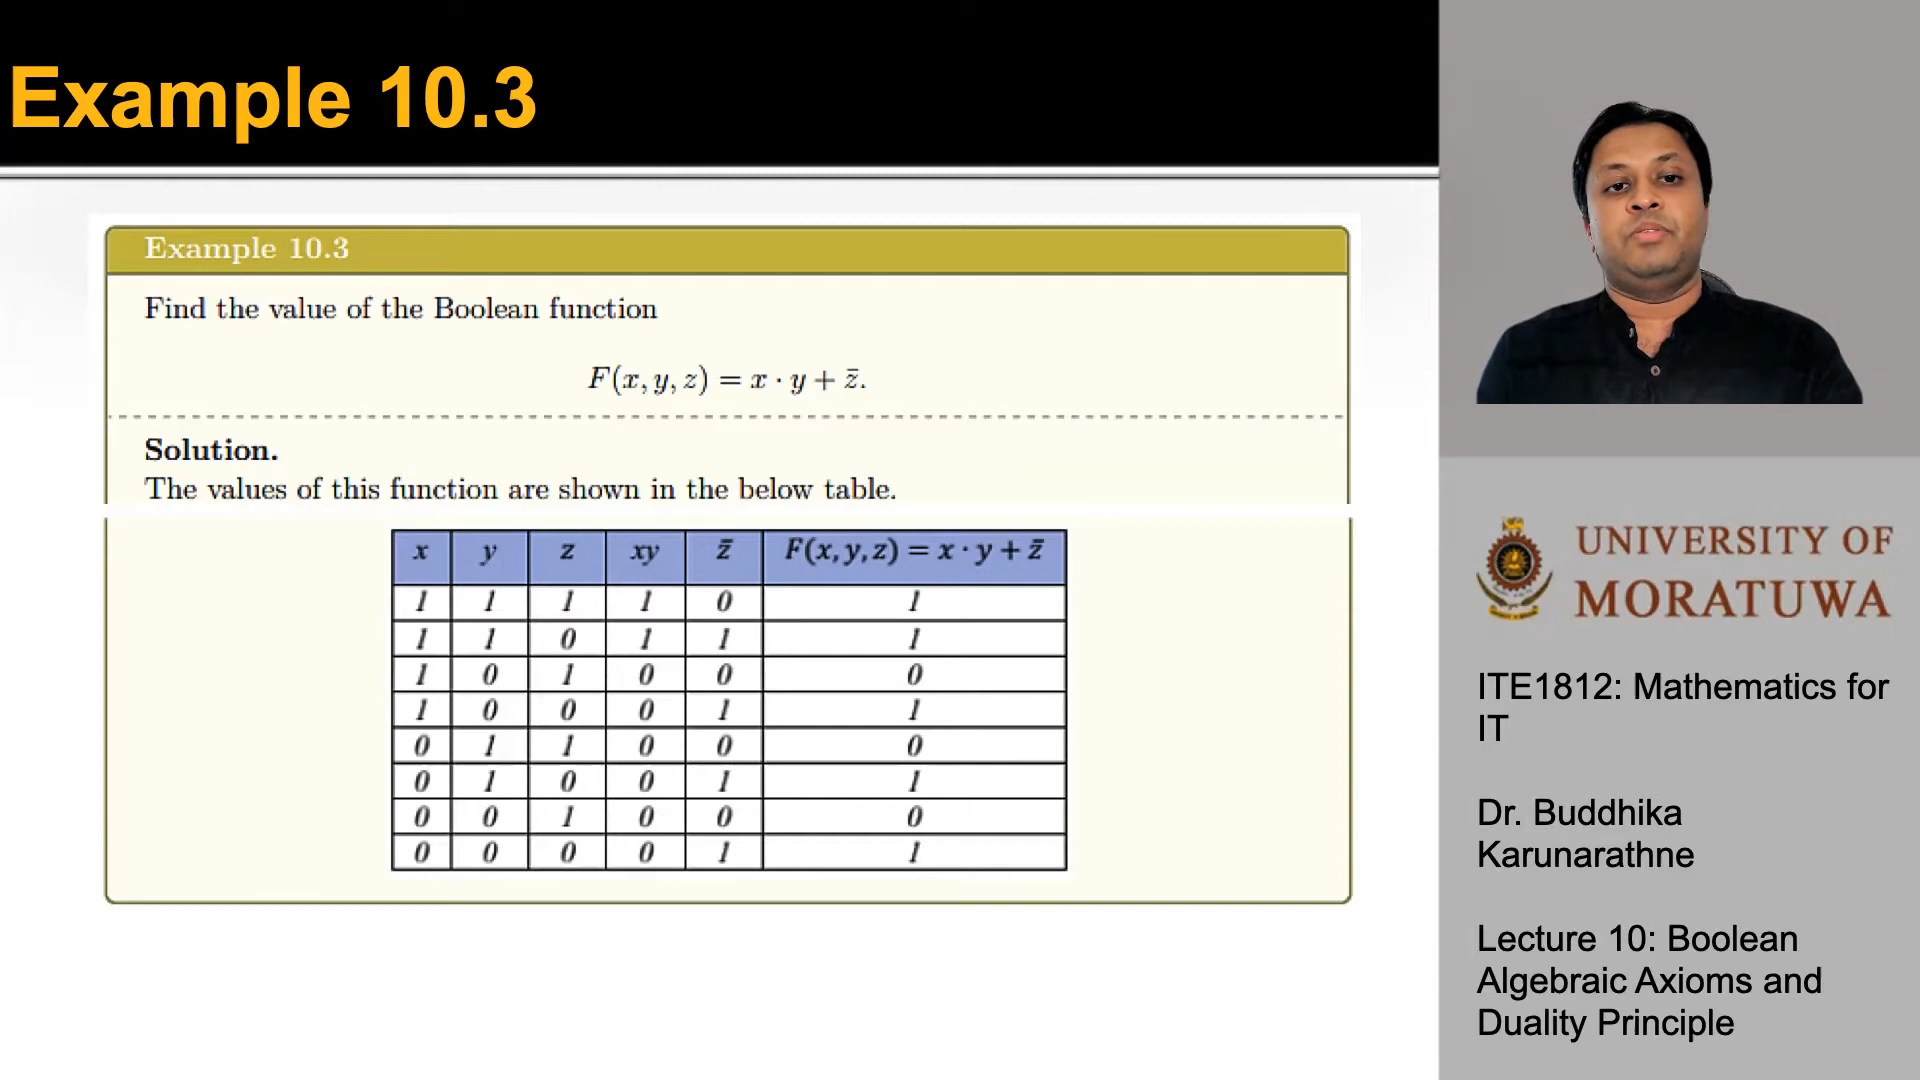 Example 10.3
Example 10.3
Find the value of the Boolean function
F(x, y, z) = x · y + z̄.
Solution.
The values of this function are shown in the below table.
x y z xy z̄ F(x, y, z) = x · y + z̄
1 1 1 1 0 1
1 1 0 1 1 1
1 0 1 0 0 0
1 0 0 0 1 1
0 1 1 0 0 0
0 1 0 0 1 1
0 0 1 0 0 0
0 0 0 0 1 1
UNIVERSITY OF
MORATUWA
ITE1812: Mathematics for
IT
Dr. Buddhika
Karunarathne
Lecture 10: Boolean
Algebraic Axioms and
Duality Principle